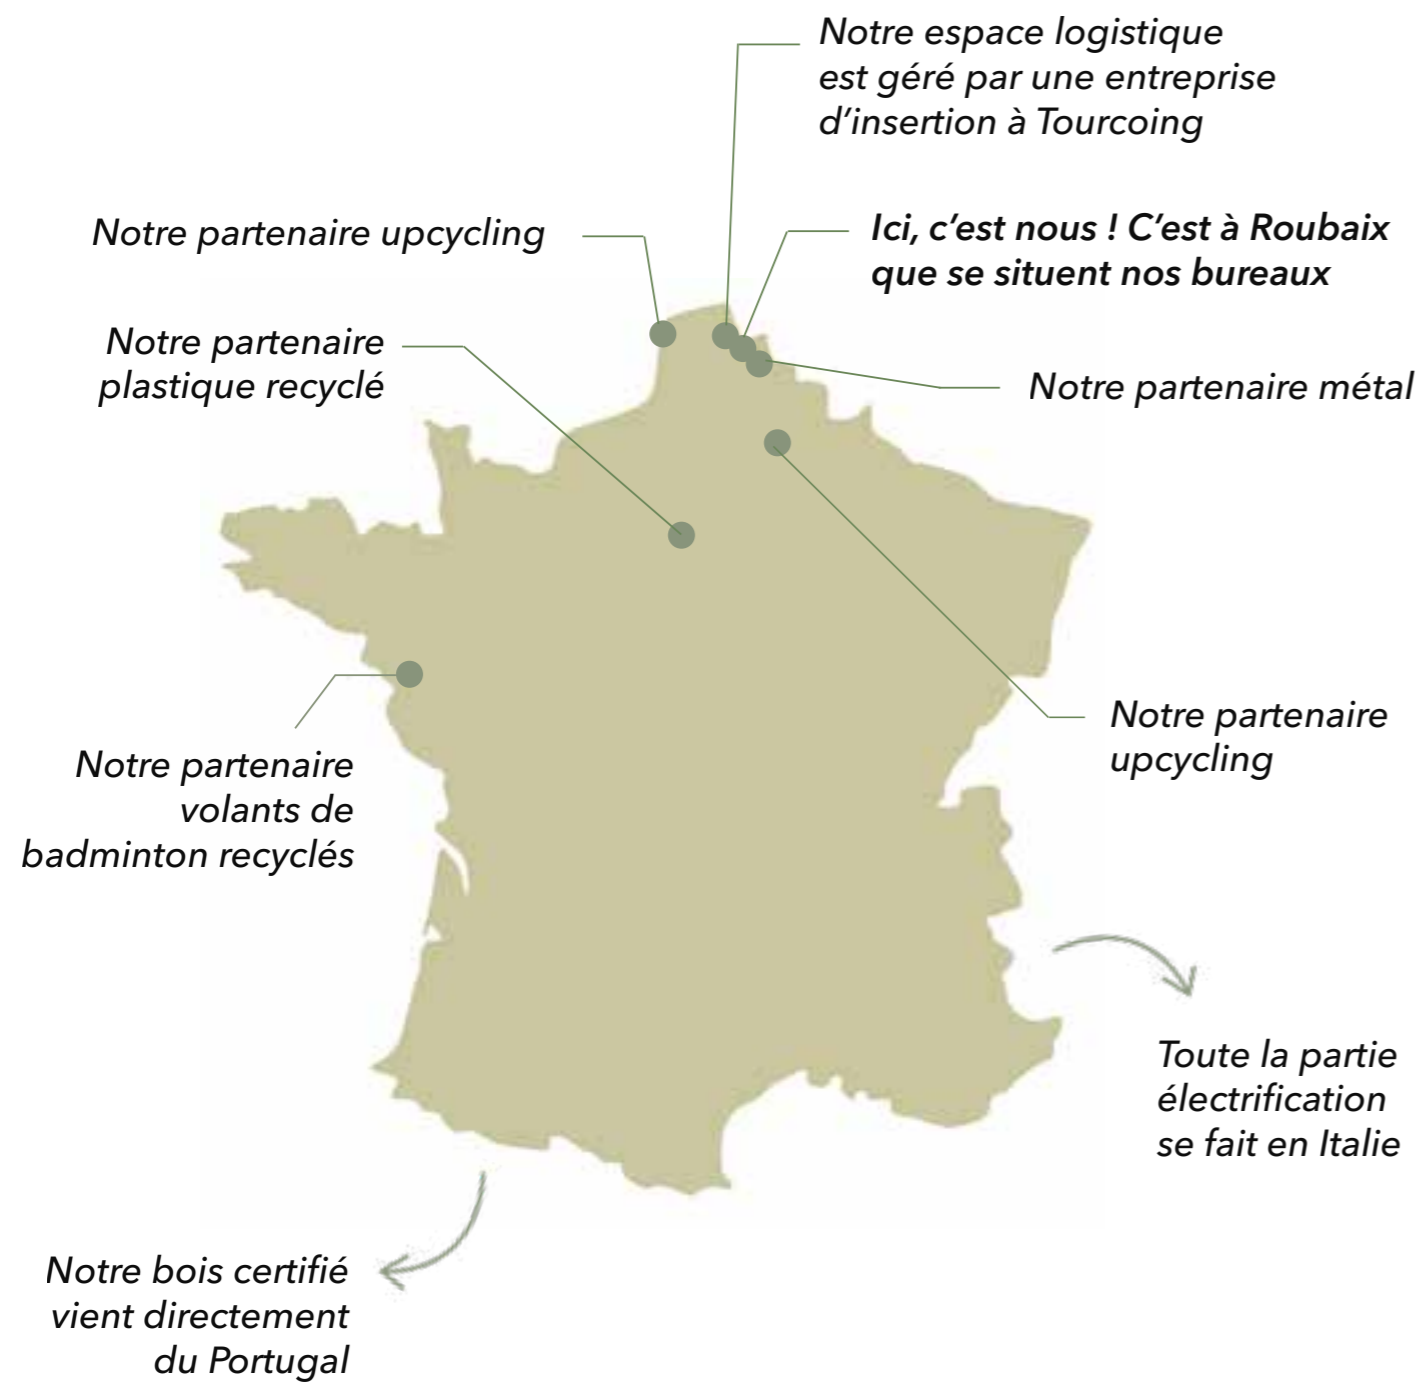 Notre espace logistique
est géré par une entreprise
d’insertion à Tourcoing
Notre partenaire upcycling
Ici, c’est nous ! C’est à Roubaix
que se situent nos bureaux
Notre partenaire
plastique recyclé
Notre partenaire métal
Notre partenaire
upcycling
Notre partenaire
volants de
badminton recyclés
Toute la partie
électrification
se fait en Italie
Notre bois certifié
vient directement
du Portugal